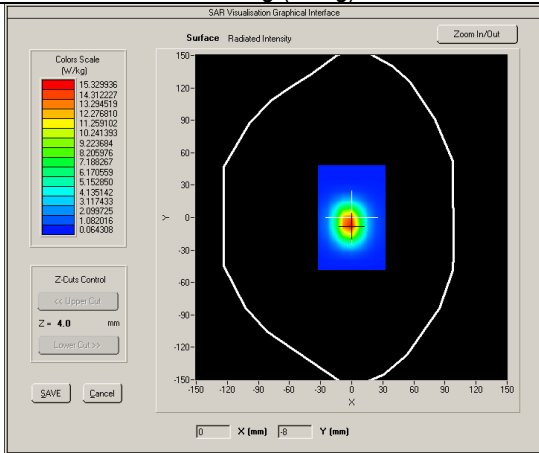 SAR Visualisation Graphical Interface
Surface Radiated Intensity
Zoom In/Out
Colors Scale
(W/kg)
15.329936
14.312227
13.294519
12.276810
11.259102
10.241393
9.223684
8.205976
7.188267
6.170559
5.152850
4.135142
3.117433
2.099725
1.082016
0.064308
Z-Cuts Control
<< Upper Cut
Z = 4.0 mm
Lower Cut >>
SAVE Cancel
150
120
90
60
30
0
-30
-60
-90
-120
-150
Y
-150 -120 -90 -60 -30 0 30 60 90 120 150
X
0 X (mm) -8 Y (mm)